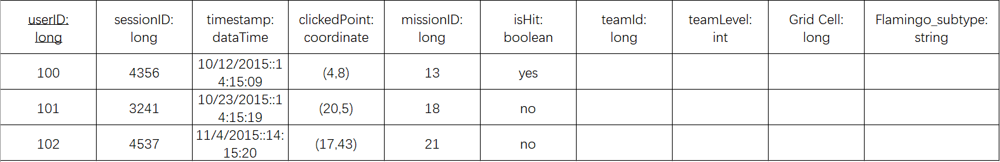 userID: long sessionID: long timestamp: dataTime clickedPoint: coordinate missionID: long isHit: boolean teamId: long teamLevel: int Grid Cell: long Flamingo_subtype: string
100 4356 10/12/2015::14:15:09 (4,8) 13 yes
101 3241 10/23/2015::14:15:19 (20,5) 18 no
102 4537 11/4/2015::14:15:20 (17,43) 21 no